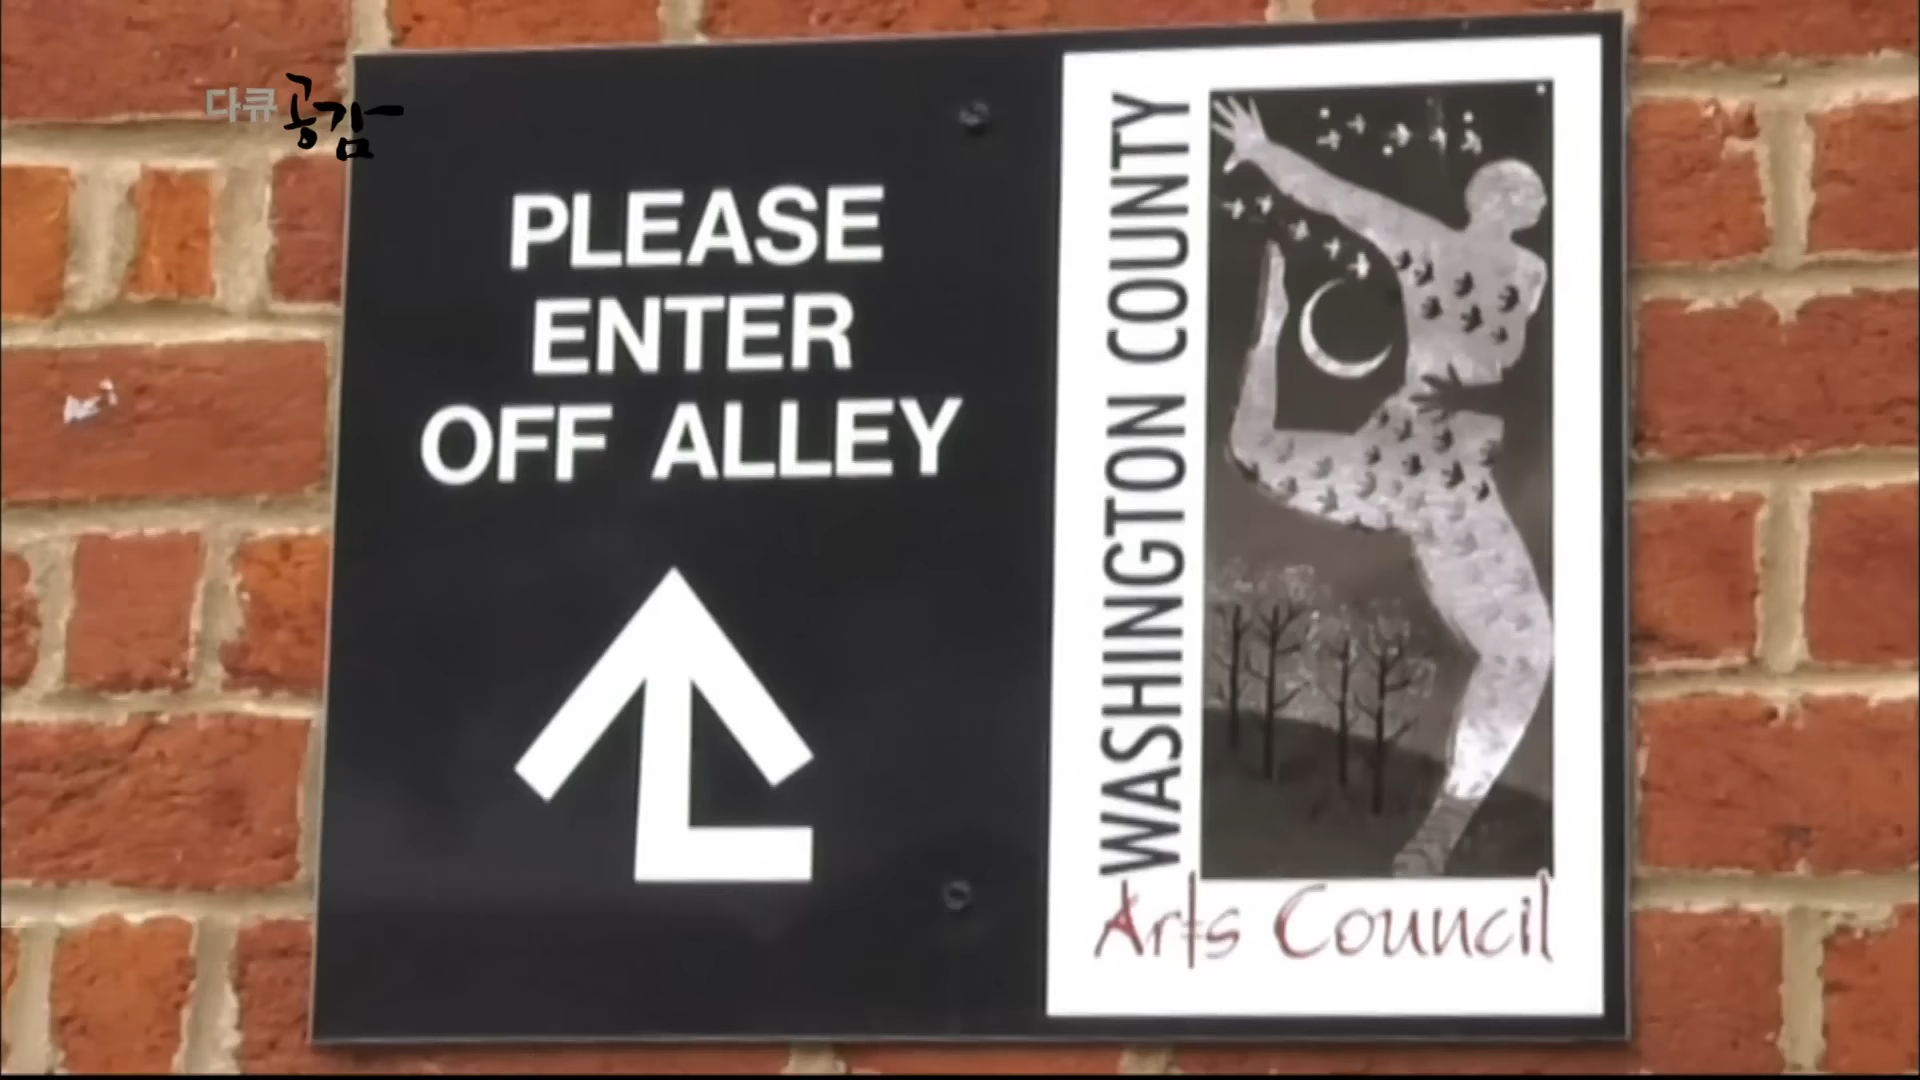 다큐 공감
PLEASE
ENTER
OFF ALLEY
WASHINGTON COUNTY
Arts Council